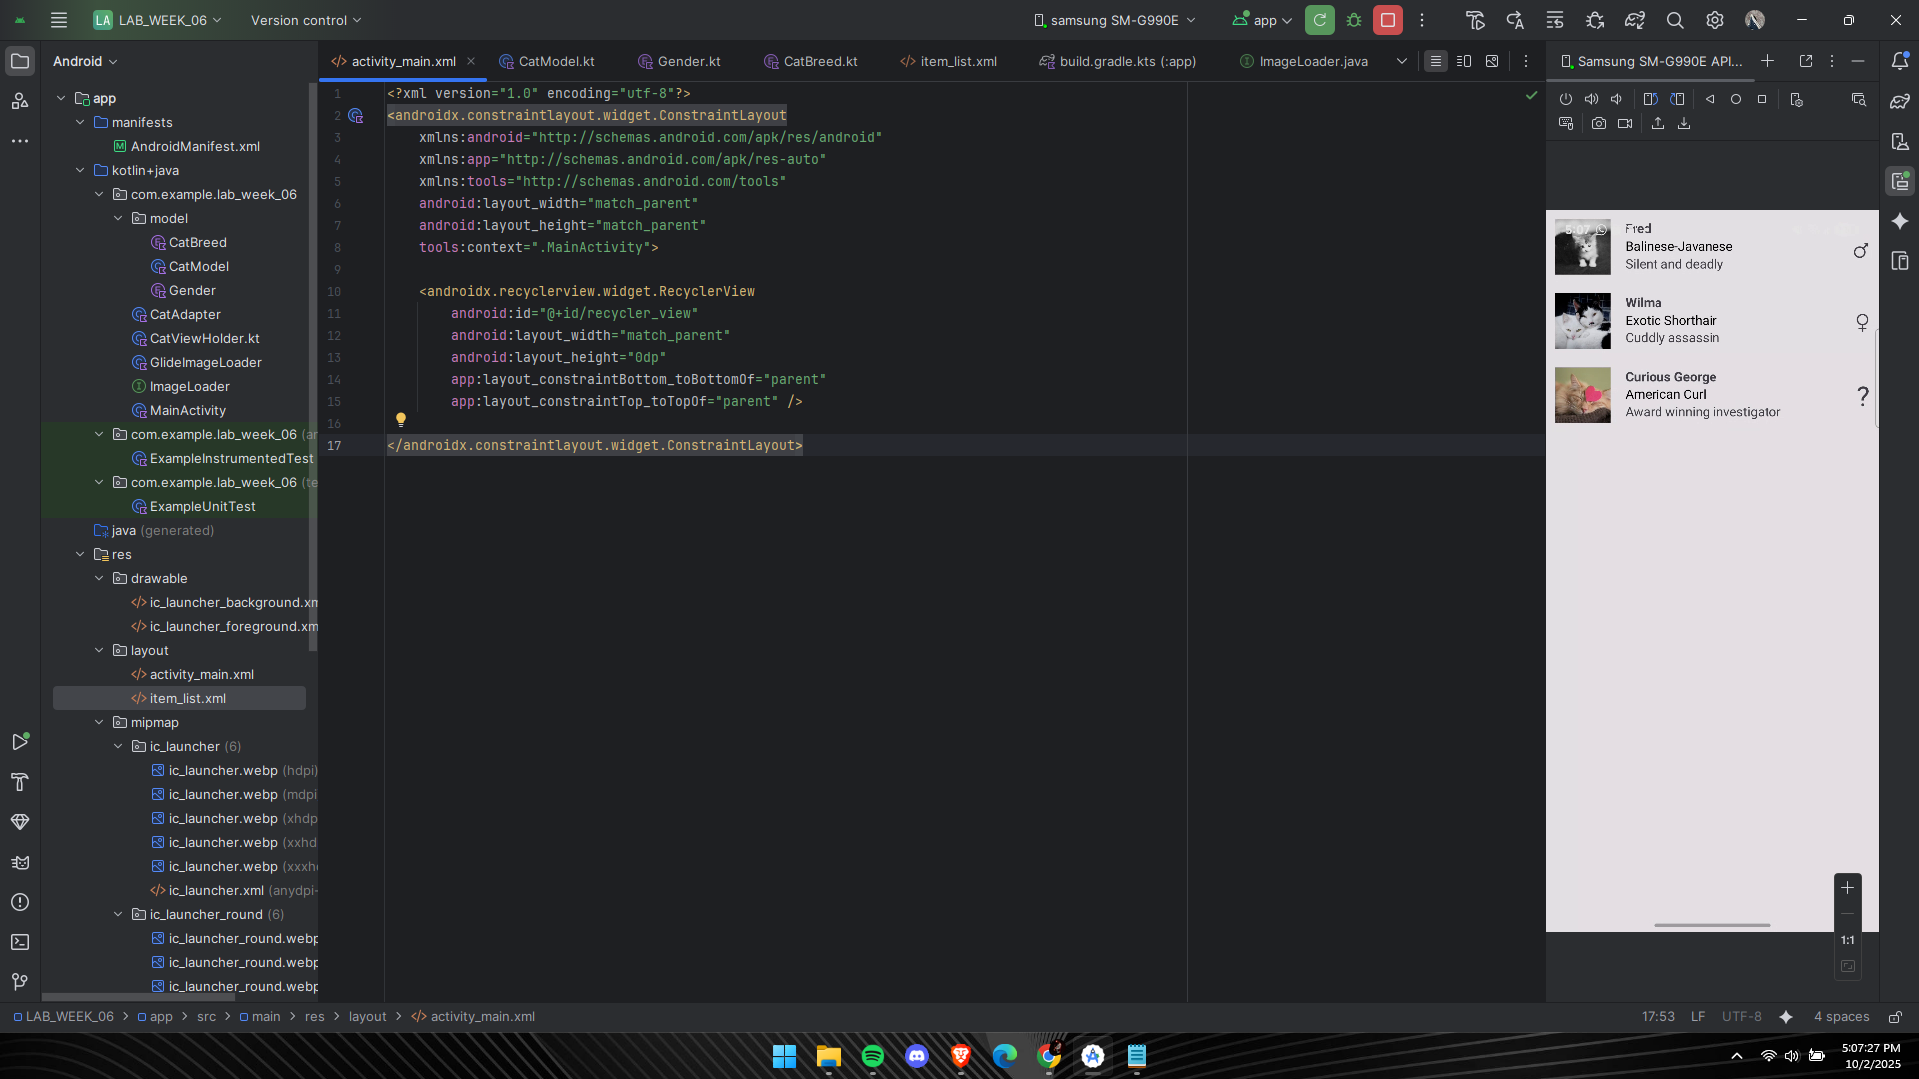 LA LAB_WEEK_06 Version control samsung SM-G990E app
Android
activity_main.xml CatModel.kt Gender.kt CatBreed.kt item_list.xml build.gradle.kts (:app) ImageLoader.java
Samsung SM-G990E API...
app
manifests
AndroidManifest.xml
kotlin+java
com.example.lab_week_06
model
CatBreed
CatModel
Gender
CatAdapter
CatViewHolder.kt
GlideImageLoader
ImageLoader
MainActivity
com.example.lab_week_06 (ar
ExampleInstrumentedTest
com.example.lab_week_06 (te
ExampleUnitTest
java (generated)
res
drawable
ic_launcher_background.xm
ic_launcher_foreground.xm
layout
activity_main.xml
item_list.xml
mipmap
ic_launcher (6)
ic_launcher.webp (hdpi)
ic_launcher.webp (mdpi
ic_launcher.webp (xhdp
ic_launcher.webp (xxhd
ic_launcher.webp (xxxh
ic_launcher.xml (anydpi-
ic_launcher_round (6)
ic_launcher_round.webp
ic_launcher_round.webp
ic_launcher_round.webp
1 <?xml version="1.0" encoding="utf-8"?>
2 <androidx.constraintlayout.widget.ConstraintLayout
3 xmlns:android="http://schemas.android.com/apk/res/android"
4 xmlns:app="http://schemas.android.com/apk/res-auto"
5 xmlns:tools="http://schemas.android.com/tools"
6 android:layout_width="match_parent"
7 android:layout_height="match_parent"
8 tools:context=".MainActivity">
9
10 <androidx.recyclerview.widget.RecyclerView
11 android:id="@+id/recycler_view"
12 android:layout_width="match_parent"
13 android:layout_height="0dp"
14 app:layout_constraintBottom_toBottomOf="parent"
15 app:layout_constraintTop_toTopOf="parent" />
16
17 </androidx.constraintlayout.widget.ConstraintLayout>
5:07
Fred
Balinese-Javanese
Silent and deadly
Wilma
Exotic Shorthair
Cuddly assassin
Curious George
American Curl
Award winning investigator
?
1:1
LAB_WEEK_06 > app > src > main > res > layout > activity_main.xml
17:53 LF UTF-8 4 spaces
5:07:27 PM
10/2/2025